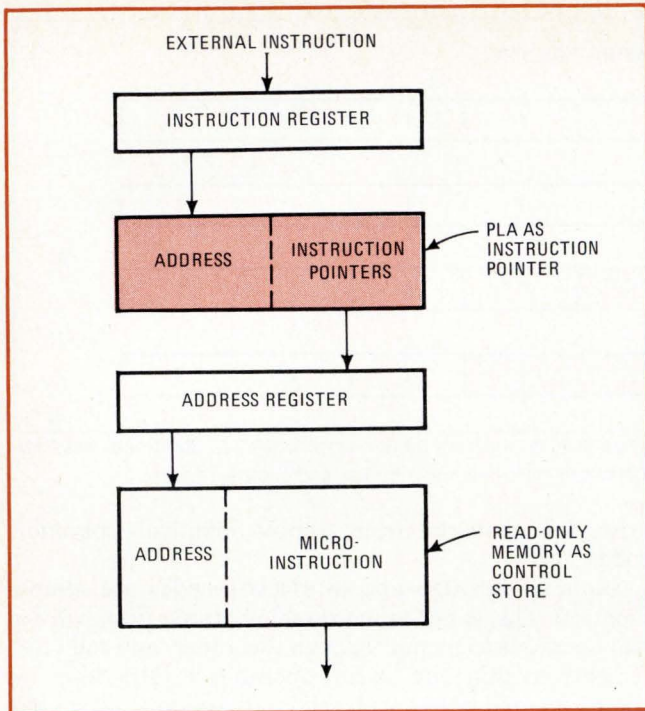 EXTERNAL INSTRUCTION
INSTRUCTION REGISTER
ADDRESS
INSTRUCTION
POINTERS
PLA AS
INSTRUCTION
POINTER
ADDRESS REGISTER
ADDRESS
MICRO-
INSTRUCTION
READ-ONLY
MEMORY AS
CONTROL
STORE